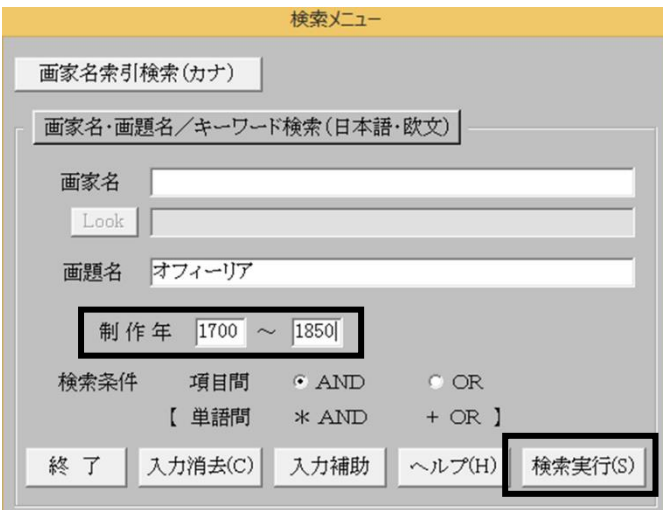 検索メニュー
画家名索引検索(カナ)
画家名・画題名／キーワード検索(日本語・欧文)
画家名
Look
画題名 オフィーリア
制作年 1700 ～ 1850
検索条件 項目間 AND OR
【 単語間 * AND + OR 】
終 了 入力消去(C) 入力補助 ヘルプ(H) 検索実行(S)